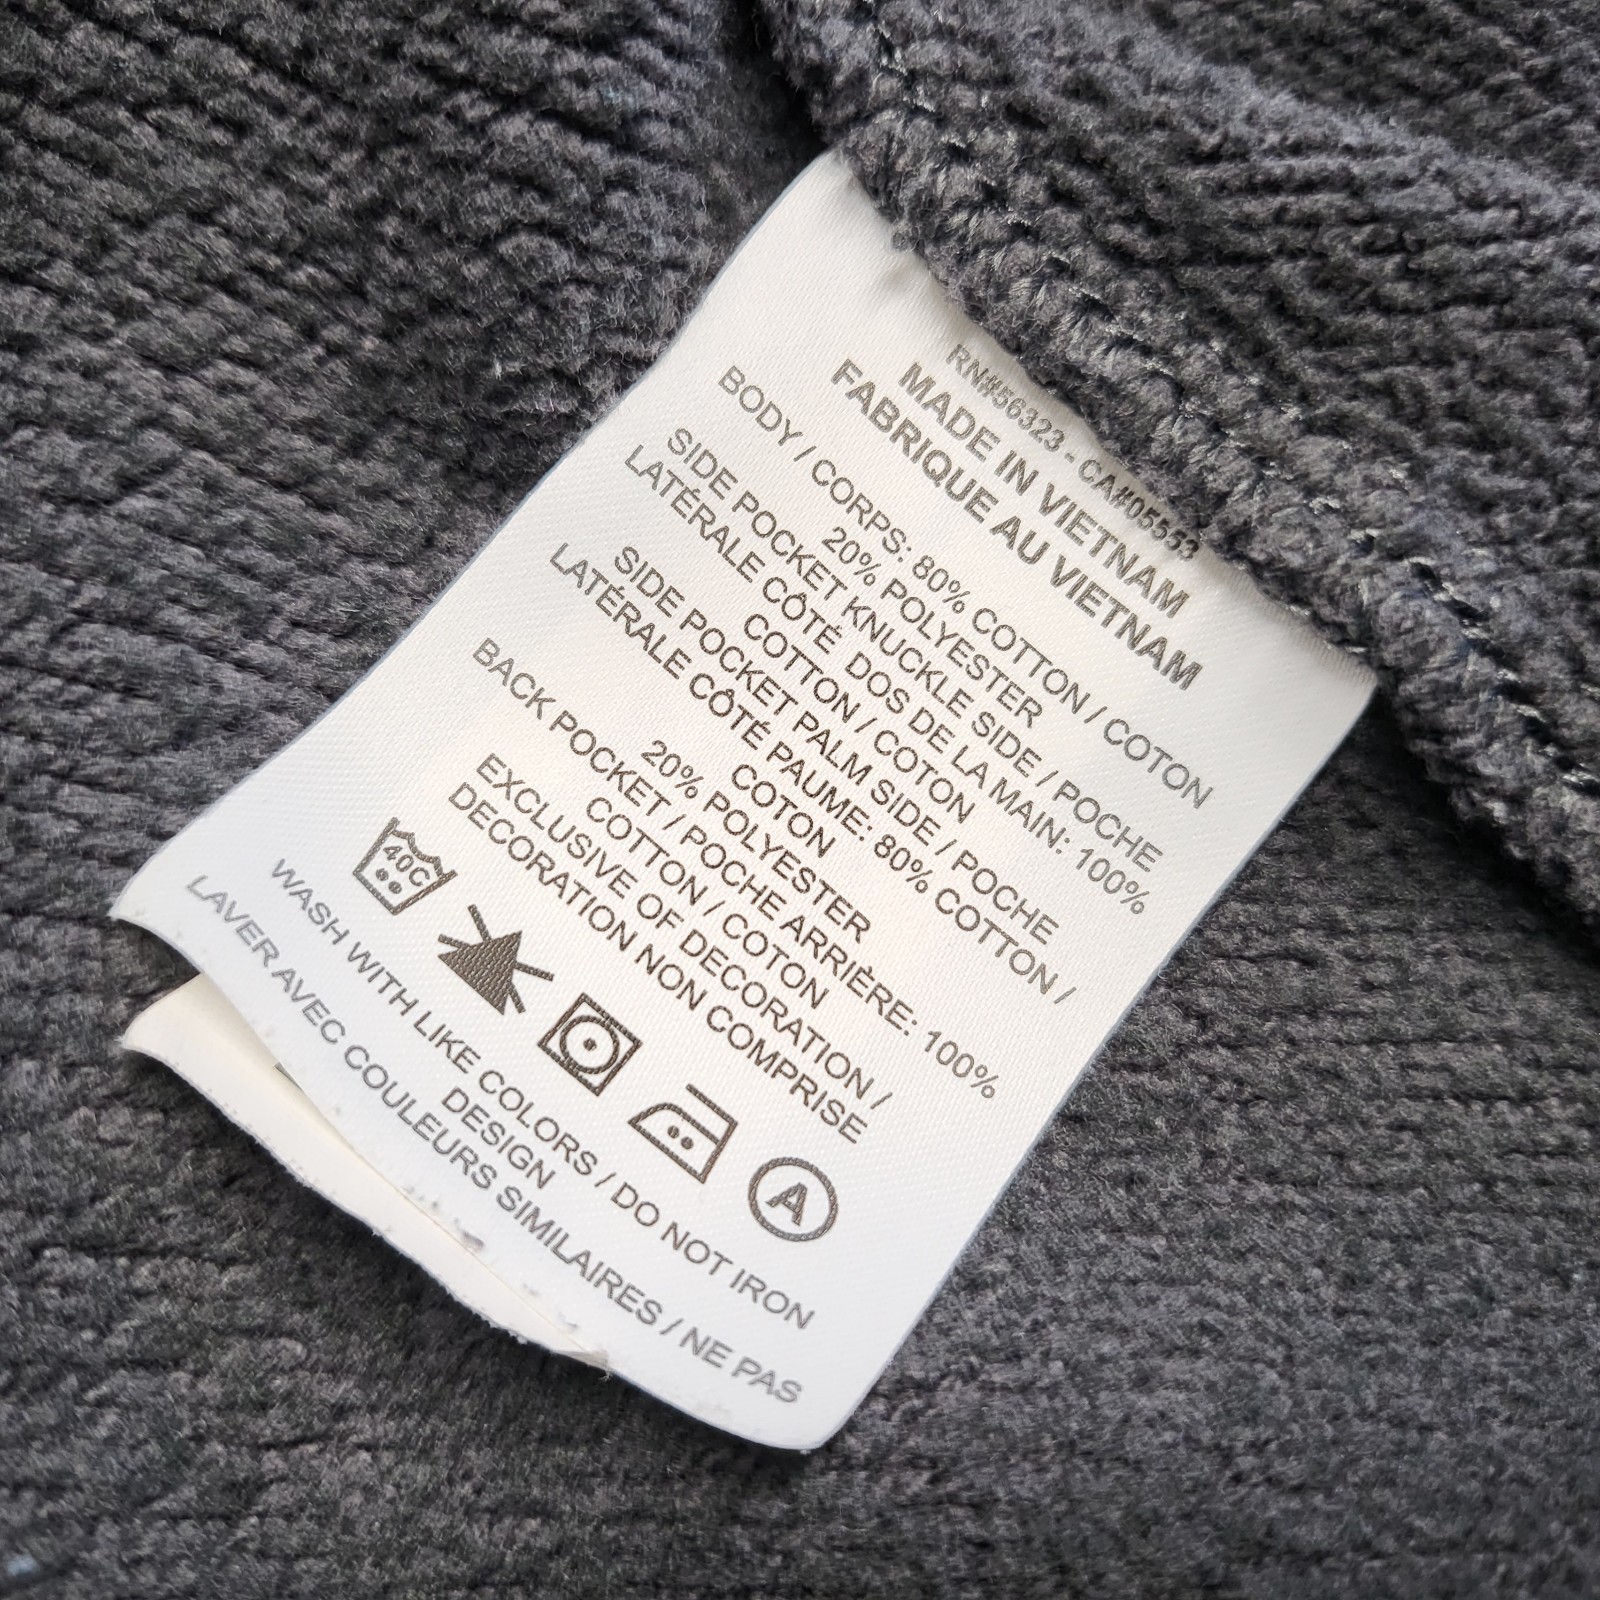 RN#56323 - CA#05553
MADE IN VIETNAM
FABRIQUE AU VIETNAM
BODY / CORPS: 80% COTTON / COTON
20% POLYESTER
SIDE POCKET KNUCKLE SIDE / POCHE
LATÉRALE CÔTÉ DOS DE LA MAIN: 100%
COTTON / COTON
SIDE POCKET PALM SIDE / POCHE
LATÉRALE CÔTÉ PAUME: 80% COTTON /
COTON
20% POLYESTER
BACK POCKET / POCHE ARRIÈRE: 100%
COTTON / COTON
EXCLUSIVE OF DECORATION /
DECORATION NON COMPRISE
40C
A
WASH WITH LIKE COLORS / DO NOT IRON
DESIGN
LAVER AVEC COULEURS SIMILAIRES / NE PAS